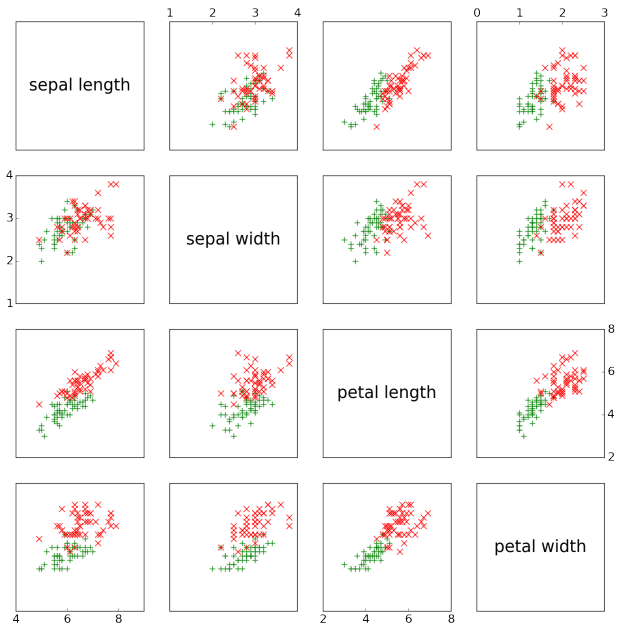 1 2 3 4
0 1 2 3
sepal length
4
3
2
1
sepal width
petal length
8
6
4
2
petal width
4 6 8
2 4 6 8